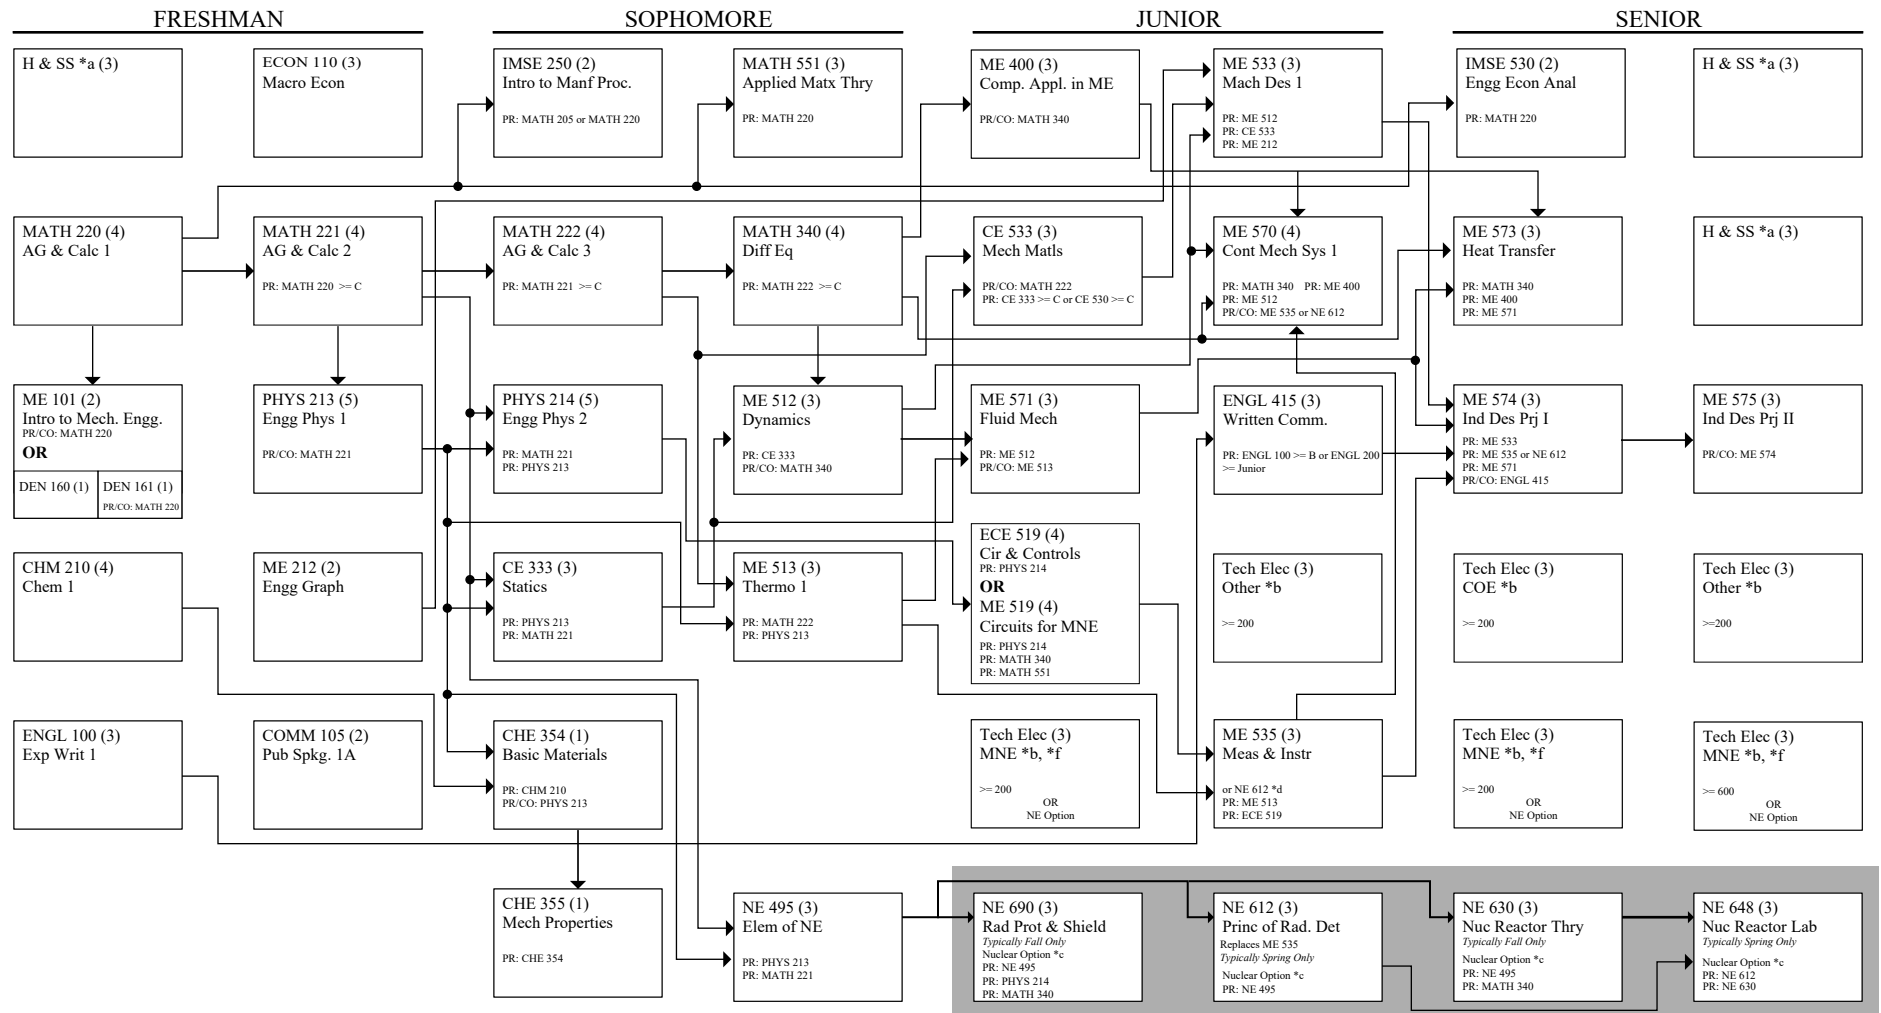 FRESHMAN
SOPHOMORE
JUNIOR
SENIOR
H & SS *a (3)
ECON 110 (3)
Macro Econ
IMSE 250 (2)
Intro to Manf Proc.
PR: MATH 205 or MATH 220
MATH 551 (3)
Applied Matx Thry
PR: MATH 220
ME 400 (3)
Comp. Appl. in ME
PR/CO: MATH 340
ME 533 (3)
Mach Des 1
PR: ME 512
PR: CE 533
PR: ME 212
IMSE 530 (2)
Engg Econ Anal
PR: MATH 220
H & SS *a (3)
MATH 220 (4)
AG & Calc 1
MATH 221 (4)
AG & Calc 2
PR: MATH 220 >= C
MATH 222 (4)
AG & Calc 3
PR: MATH 221 >= C
MATH 340 (4)
Diff Eq
PR: MATH 222 >= C
CE 533 (3)
Mech Matls
PR/CO: MATH 222
PR: CE 333 >= C or CE 530 >= C
ME 570 (4)
Cont Mech Sys 1
PR: MATH 340 PR: ME 400
PR: ME 512
PR/CO: ME 535 or NE 612
ME 573 (3)
Heat Transfer
PR: MATH 340
PR: ME 400
PR: ME 571
H & SS *a (3)
ME 101 (2)
Intro to Mech. Engg.
PR/CO: MATH 220
OR
DEN 160 (1)
DEN 161 (1)
PR/CO: MATH 220
PHYS 213 (5)
Engg Phys 1
PR/CO: MATH 221
PHYS 214 (5)
Engg Phys 2
PR: MATH 221
PR: PHYS 213
ME 512 (3)
Dynamics
PR: CE 333
PR/CO: MATH 340
ME 571 (3)
Fluid Mech
PR: ME 512
PR/CO: ME 513
ENGL 415 (3)
Written Comm.
PR: ENGL 100 >= B or ENGL 200
>= Junior
ME 574 (3)
Ind Des Prj I
PR: ME 533
PR: ME 535 or NE 612
PR: ME 571
PR/CO: ENGL 415
ME 575 (3)
Ind Des Prj II
PR/CO: ME 574
CHM 210 (4)
Chem 1
ME 212 (2)
Engg Graph
CE 333 (3)
Statics
PR: PHYS 213
PR: MATH 221
ME 513 (3)
Thermo 1
PR: MATH 222
PR: PHYS 213
ECE 519 (4)
Cir & Controls
PR: PHYS 214
OR
ME 519 (4)
Circuits for MNE
PR: PHYS 214
PR: MATH 340
PR: MATH 551
Tech Elec (3)
Other *b
>= 200
Tech Elec (3)
COE *b
>= 200
Tech Elec (3)
Other *b
>=200
ENGL 100 (3)
Exp Writ 1
COMM 105 (2)
Pub Spkg. 1A
CHE 354 (1)
Basic Materials
PR: CHM 210
PR/CO: PHYS 213
Tech Elec (3)
MNE *b, *f
>= 200
OR
NE Option
ME 535 (3)
Meas & Instr
or NE 612 *d
PR: ME 513
PR: ECE 519
Tech Elec (3)
MNE *b, *f
>= 200
OR
NE Option
Tech Elec (3)
MNE *b, *f
>= 600
OR
NE Option
CHE 355 (1)
Mech Properties
PR: CHE 354
NE 495 (3)
Elem of NE
PR: PHYS 213
PR: MATH 221
NE 690 (3)
Rad Prot & Shield
Typically Fall Only
Nuclear Option *c
PR: NE 495
PR: PHYS 214
PR: MATH 340
NE 612 (3)
Princ of Rad. Det
Replaces ME 535
Typically Spring Only
Nuclear Option *c
PR: NE 495
NE 630 (3)
Nuc Reactor Thry
Typically Fall Only
Nuclear Option *c
PR: NE 495
PR: MATH 340
NE 648 (3)
Nuc Reactor Lab
Typically Spring Only
Nuclear Option *c
PR: NE 612
PR: NE 630